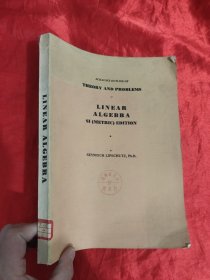 SCHAUM'S OUTLINE OF
THEORY AND PROBLEMS
LINEAR
ALGEBRA
SI (METRIC) EDITION
SEYMOUR LIPSCHUTZ, Ph.D.
LINEAR ALGEBRA